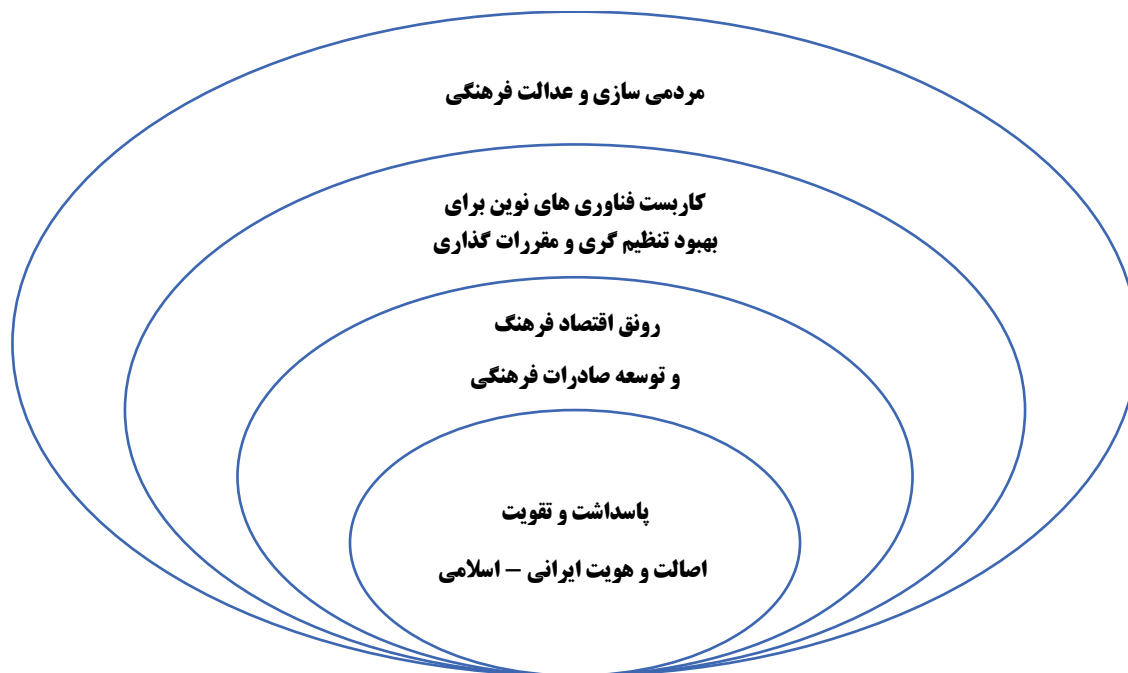 مردمی سازی و عدالت فرهنگی
کاربست فناوری های نوین برای
بهبود تنظیم گری و مقررات گذاری
رونق اقتصاد فرهنگ
و توسعه صادرات فرهنگی
پاسداشت و تقویت
اصالت و هویت ایرانی – اسلامی